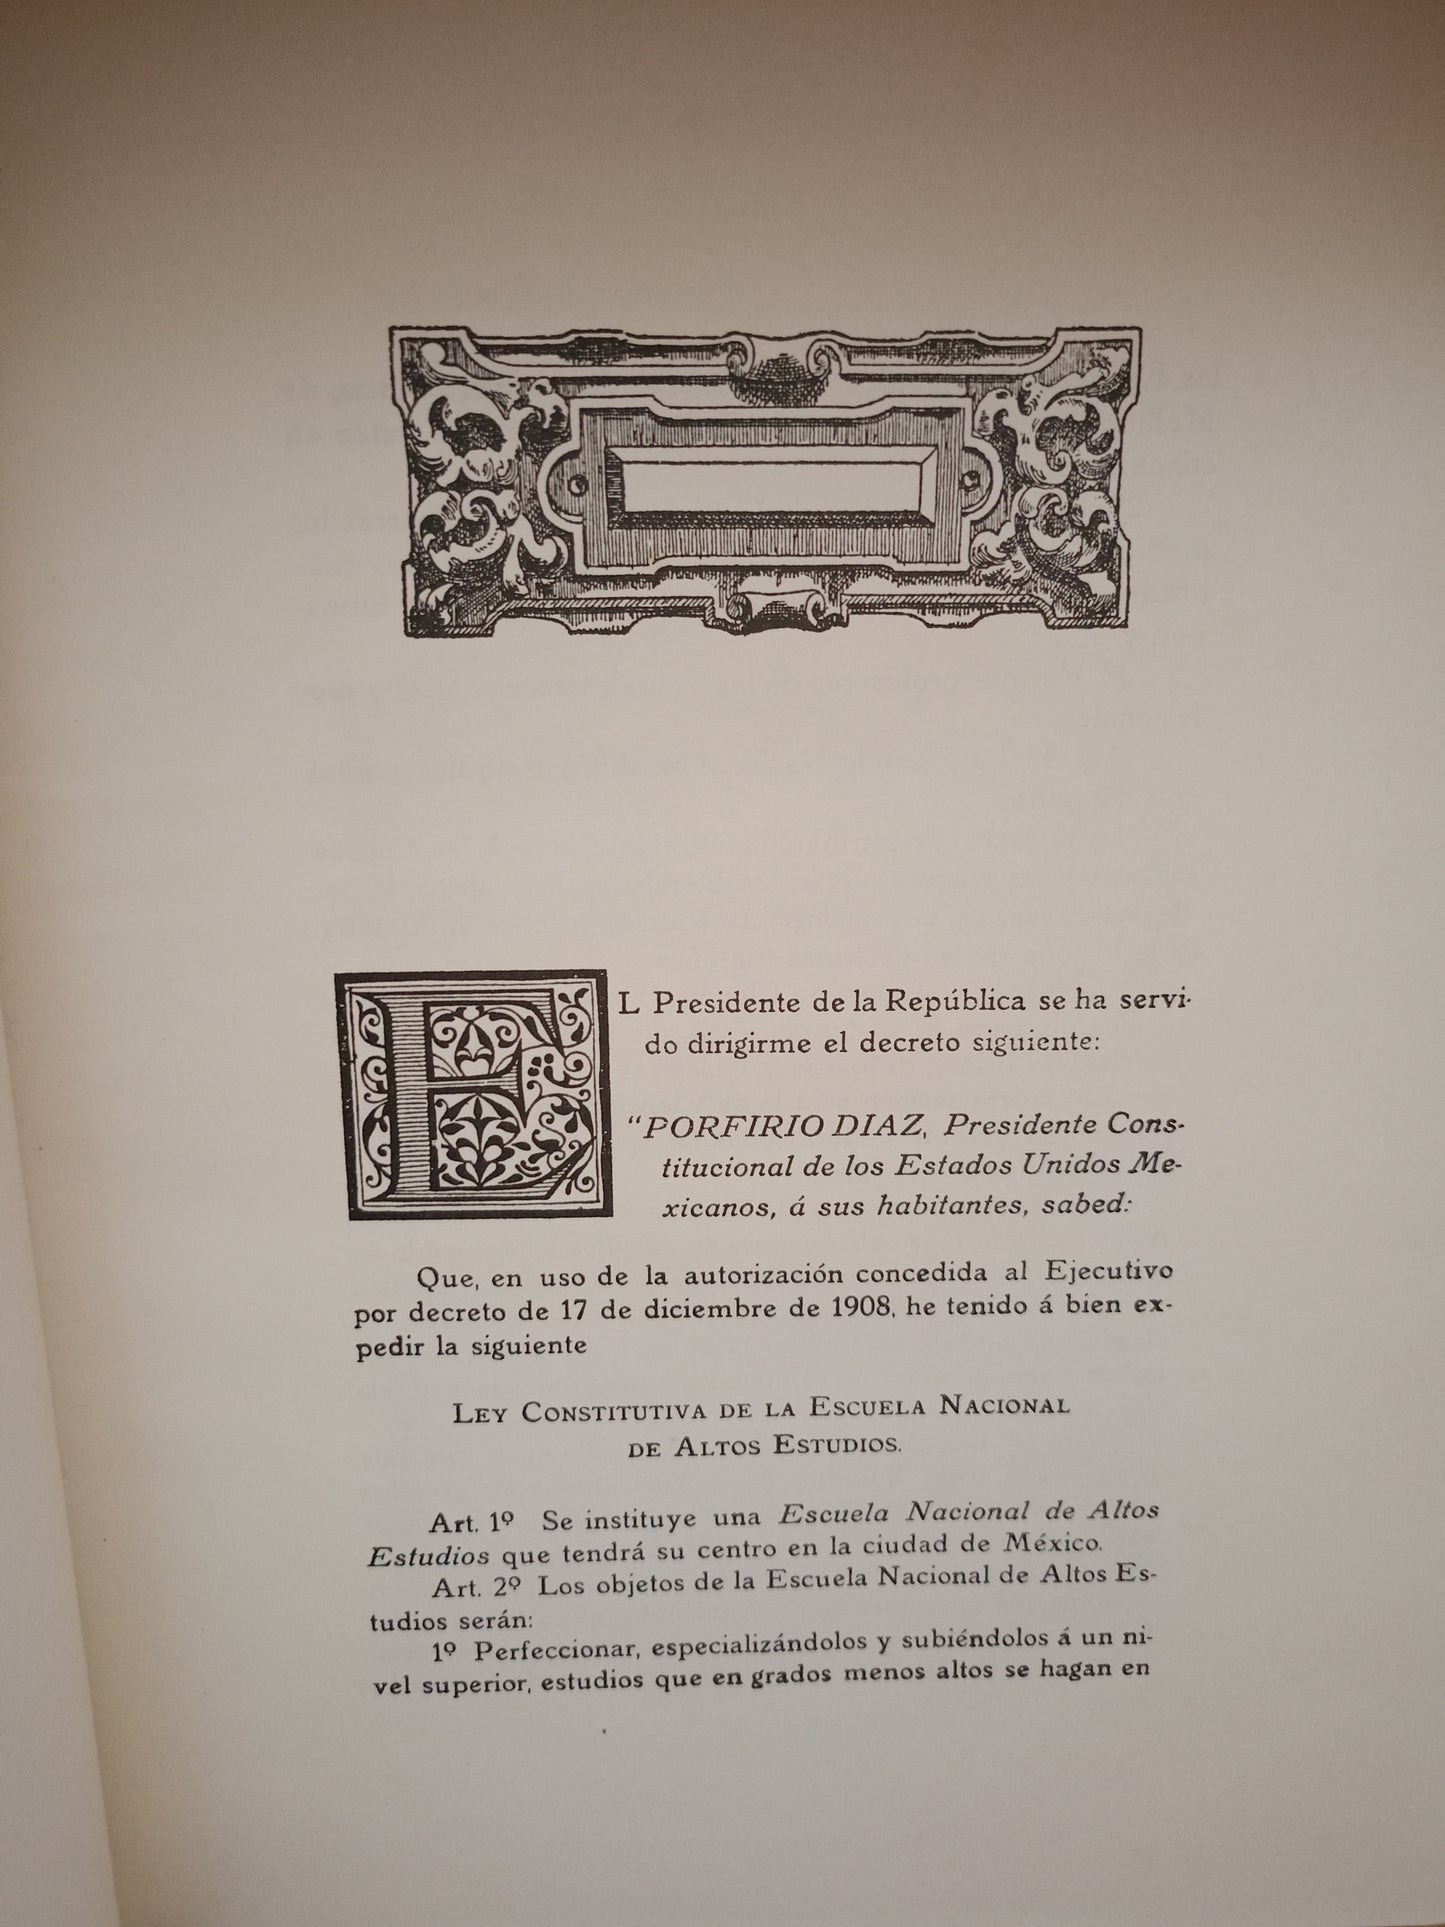 EL Presidente de la República se ha servi-
do dirigirme el decreto siguiente:
“PORFIRIO DIAZ, Presidente Cons-
titucional de los Estados Unidos Me-
xicanos, á sus habitantes, sabed:
Que, en uso de la autorización concedida al Ejecutivo
por decreto de 17 de diciembre de 1908, he tenido á bien ex-
pedir la siguiente
LEY CONSTITUTIVA DE LA ESCUELA NACIONAL
DE ALTOS ESTUDIOS.
Art. 1º Se instituye una Escuela Nacional de Altos
Estudios que tendrá su centro en la ciudad de México.
Art. 2º Los objetos de la Escuela Nacional de Altos Es-
tudios serán:
1º Perfeccionar, especializándolos y subiéndolos á un ni-
vel superior, estudios que en grados menos altos se hagan en